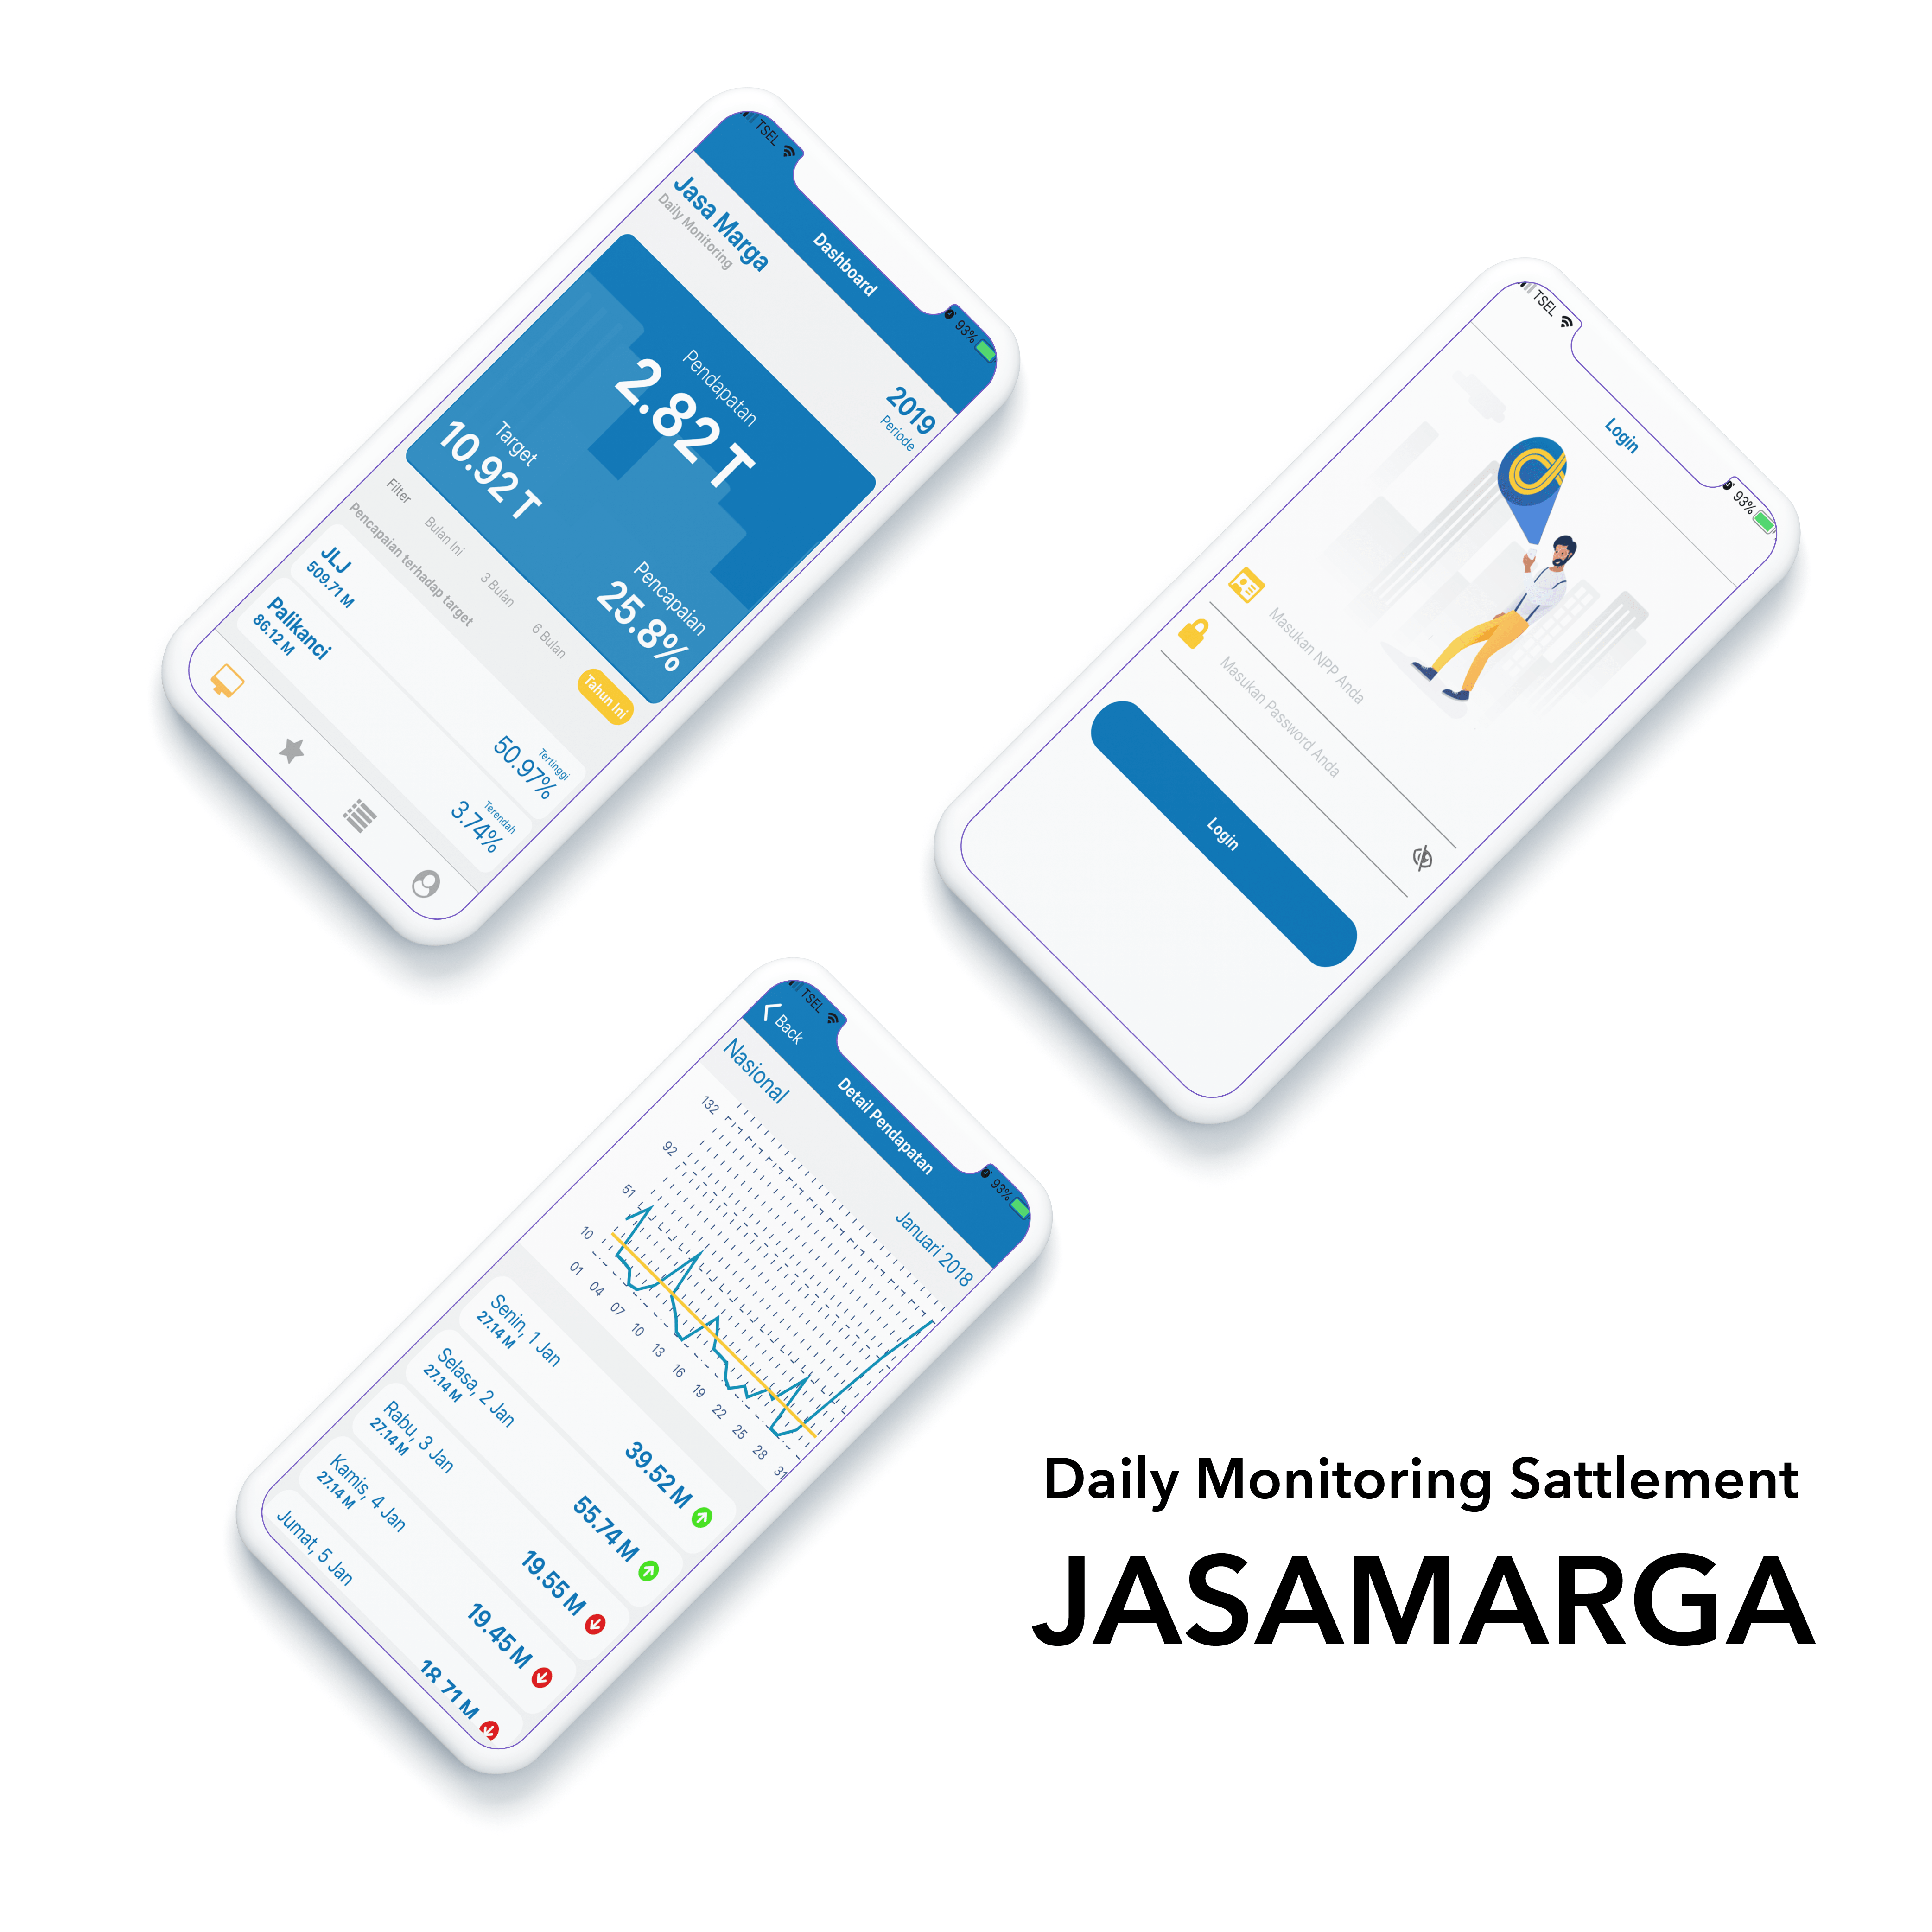 TSEL
93%
Dashboard
Jasa Marga
Daily Monitoring
2019
Periode
Pendapatan
2.82 T
Target
10.92 T
Pencapaian
25.8%
Filter
Bulan Ini
3 Bulan
6 Bulan
Tahun Ini
Pencapaian terhadap target
JLJ
509.71 M
Tertinggi
50.97%
Palikanci
86.12 M
Terendah
3.74%
TSEL
93%
Login
Masukan NPP Anda
Masukan Password Anda
Login
TSEL
93%
Back
Detail Pendapatan
Nasional
Januari 2018
132
92
51
10
01 04 07 10 13 16 19 22 25 28 31
Senin, 1 Jan
27.14 M
39.52 M
Selasa, 2 Jan
27.14 M
55.74 M
Rabu, 3 Jan
27.14 M
19.55 M
Kamis, 4 Jan
27.14 M
19.45 M
Jumat, 5 Jan
18.71 M
Daily Monitoring Sattlement
JASAMARGA